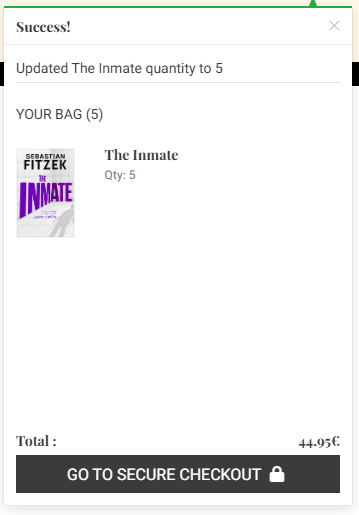 Success!
Updated The Inmate quantity to 5
YOUR BAG (5)
SEBASTIAN
FITZEK
THE
INMATE
The Inmate
Qty: 5
Total :
44.95€
GO TO SECURE CHECKOUT